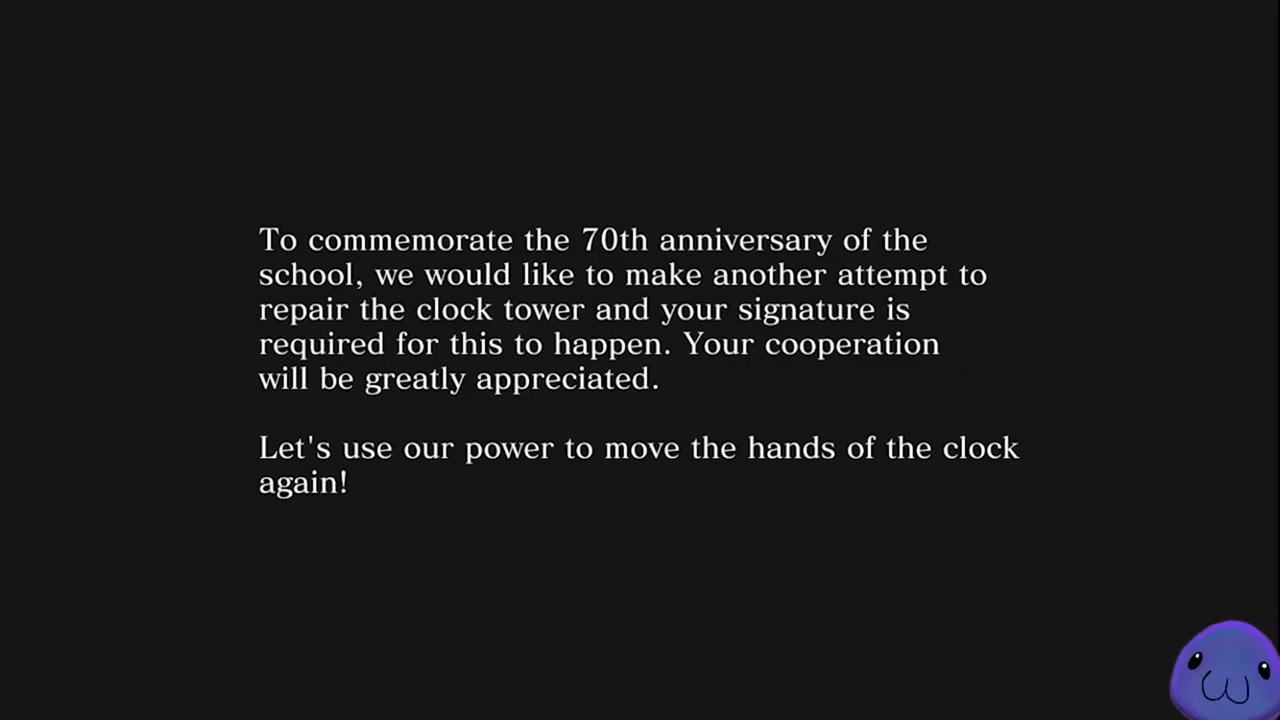 To commemorate the 70th anniversary of the
school, we would like to make another attempt to
repair the clock tower and your signature is
required for this to happen. Your cooperation
will be greatly appreciated.
Let's use our power to move the hands of the clock
again!